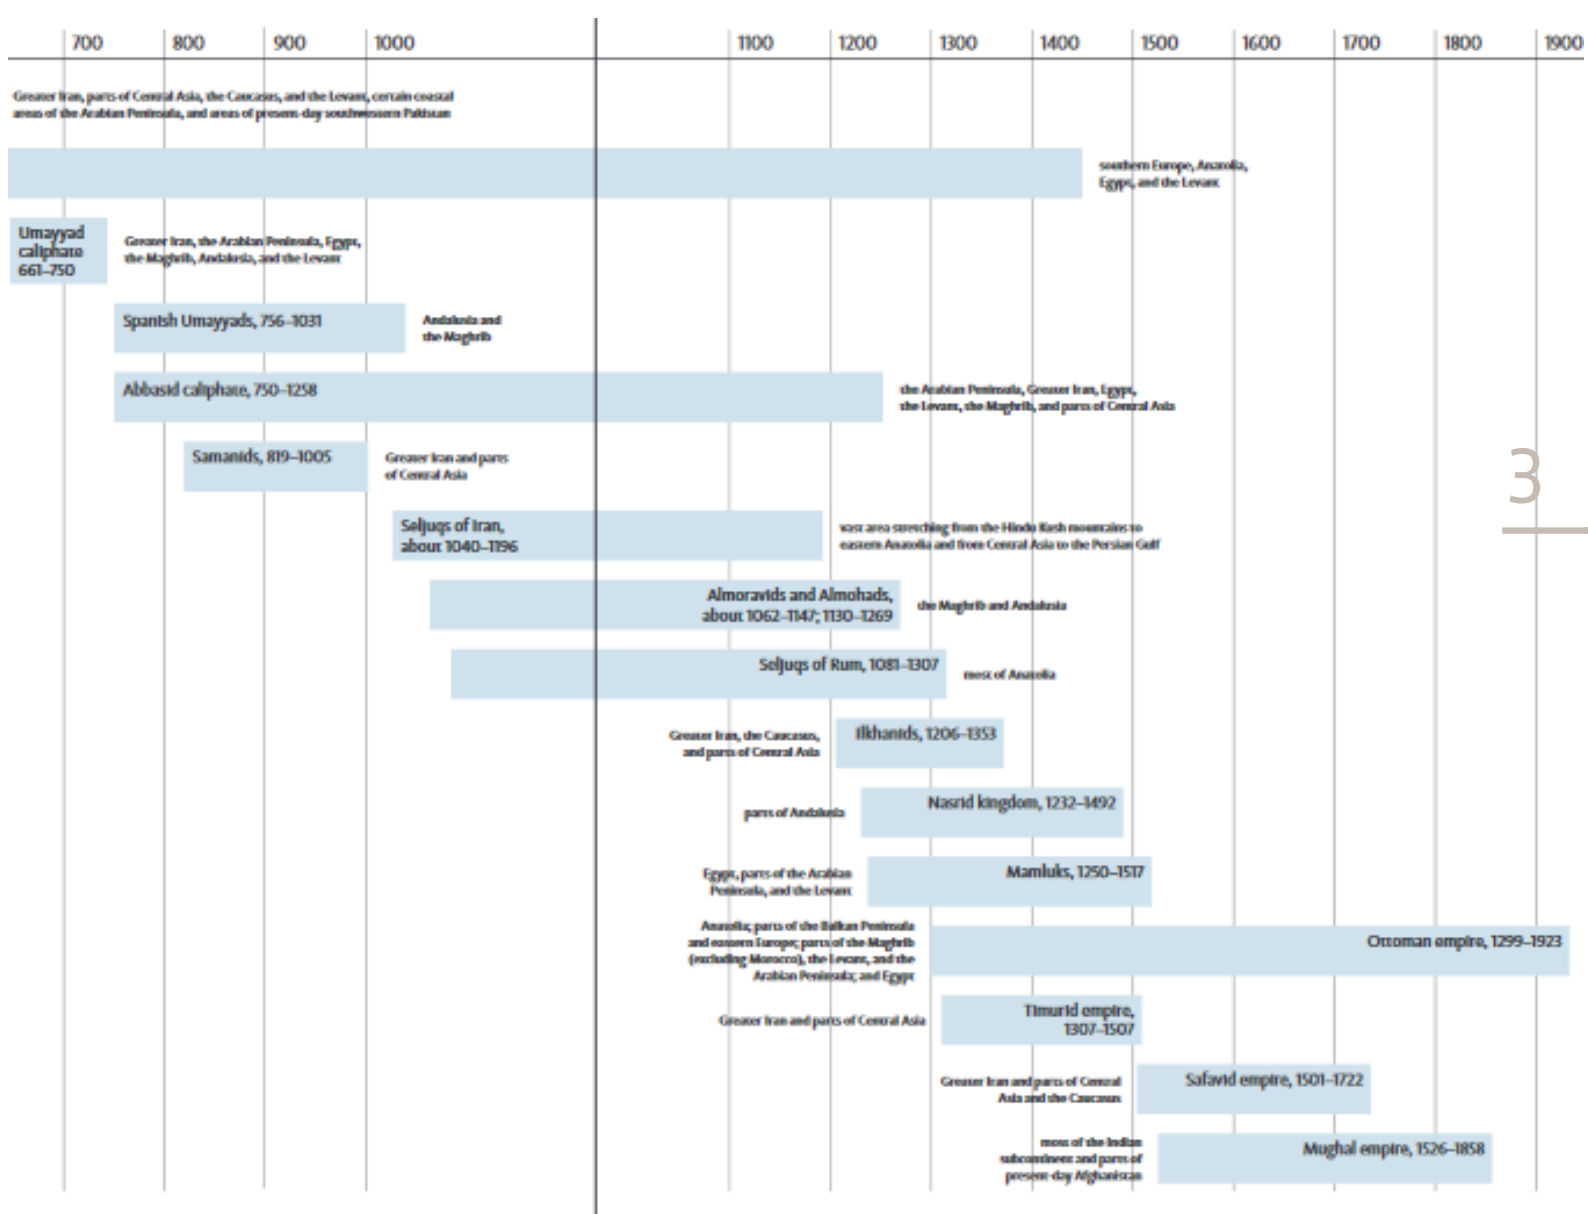 700 800 900 1000 1100 1200 1300 1400 1500 1600 1700 1800 1900
Greater Iran, parts of Central Asia, the Caucasus, and the Levant, certain coastal
areas of the Arabian Peninsula, and areas of present-day southwestern Pakistan
southern Europe, Anatolia,
Egypt, and the Levant
Umayyad
caliphate
661–750
Greater Iran, the Arabian Peninsula, Egypt,
the Maghrib, Andalusia, and the Levant
Spanish Umayyads, 756–1031
Andalusia and
the Maghrib
Abbasid caliphate, 750–1258
the Arabian Peninsula, Greater Iran, Egypt,
the Levant, the Maghrib, and parts of Central Asia
Samanids, 819–1005
Greater Iran and parts
of Central Asia
3
Seljuqs of Iran,
about 1040–1196
vast area stretching from the Hindu Kush mountains to
eastern Anatolia and from Central Asia to the Persian Gulf
Almoravids and Almohads,
about 1062–1147; 1130–1269
the Maghrib and Andalusia
Seljuqs of Rum, 1081–1307
most of Anatolia
Greater Iran, the Caucasus,
and parts of Central Asia
Ilkhanids, 1206–1353
parts of Andalusia
Nasrid kingdom, 1232–1492
Egypt, parts of the Arabian
Peninsula, and the Levant
Mamluks, 1250–1517
Anatolia; parts of the Balkan Peninsula
and eastern Europe; parts of the Maghrib
(excluding Morocco), the Levant, and the
Arabian Peninsula; and Egypt
Ottoman empire, 1299–1923
Greater Iran and parts of Central Asia
Timurid empire,
1307–1507
Greater Iran and parts of Central
Asia and the Caucasus
Safavid empire, 1501–1722
most of the Indian
subcontinent and parts of
present-day Afghanistan
Mughal empire, 1526–1858